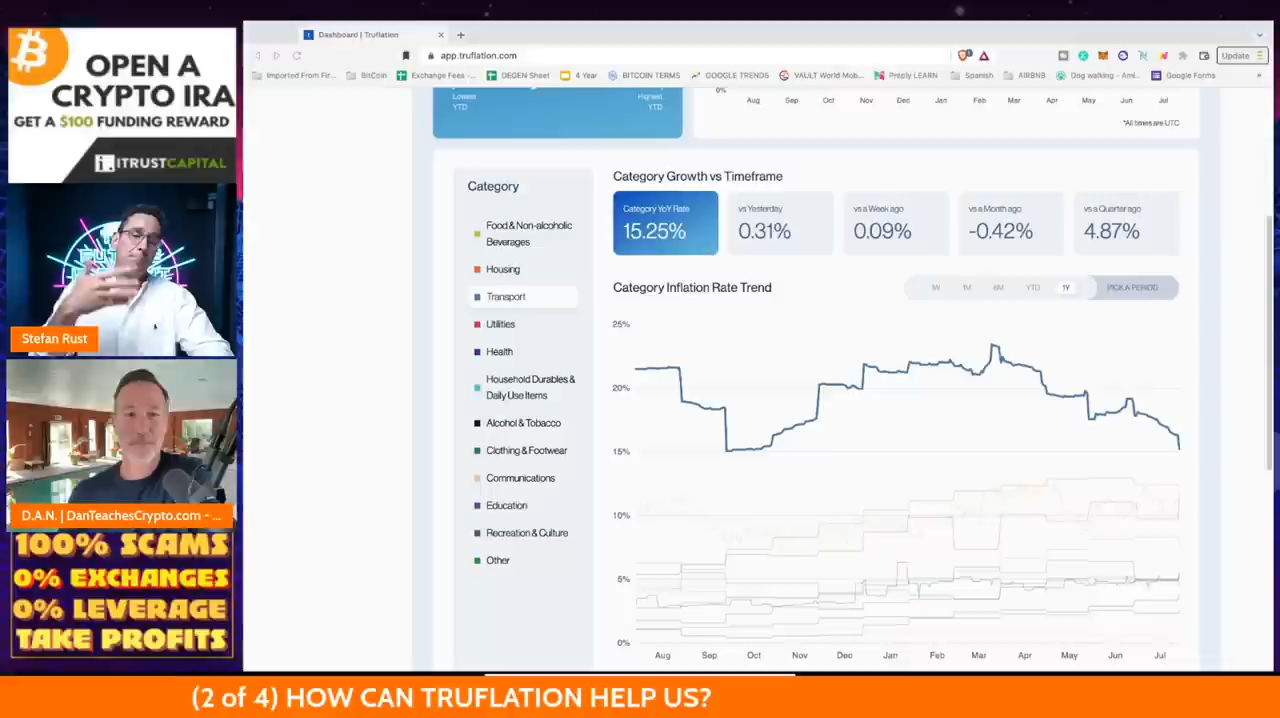 OPEN A
CRYPTO IRA
GET A $100 FUNDING REWARD
i. ITRUSTCAPITAL
Stefan Rust
D.A.N. | DanTeachesCrypto.com - ...
100% SCAMS
0% EXCHANGES
0% LEVERAGE
TAKE PROFITS
Dashboard | Truflation
app.truflation.com
Update
Imported From Fir...
BitCoin
Exchange Fees -...
DEGEN Sheet
4 Year
BITCOIN TERMS
GOOGLE TRENDS
VAULT World Mob...
Preply LEARN
Spanish
AIRBNB
Dog walking - Ami...
Google Forms
»
Lowest
YTD
Highest
YTD
0%
Aug Sep Oct Nov Dec Jan Feb Mar Apr May Jun Jul
*All times are UTC
Category
Food & Non-alcoholic
Beverages
Housing
Transport
Utilities
Health
Household Durables &
Daily Use Items
Alcohol & Tobacco
Clothing & Footwear
Communications
Education
Recreation & Culture
Other
Category Growth vs Timeframe
Category YoY Rate
15.25%
vs Yesterday
0.31%
vs a Week ago
0.09%
vs a Month ago
-0.42%
vs a Quarter ago
4.87%
Category Inflation Rate Trend
1M
6M
YTD
1Y
PICK A PERIOD
25%
20%
15%
10%
5%
0%
Aug Sep Oct Nov Dec Jan Feb Mar Apr May Jun Jul
(2 of 4) HOW CAN TRUFLATION HELP US?